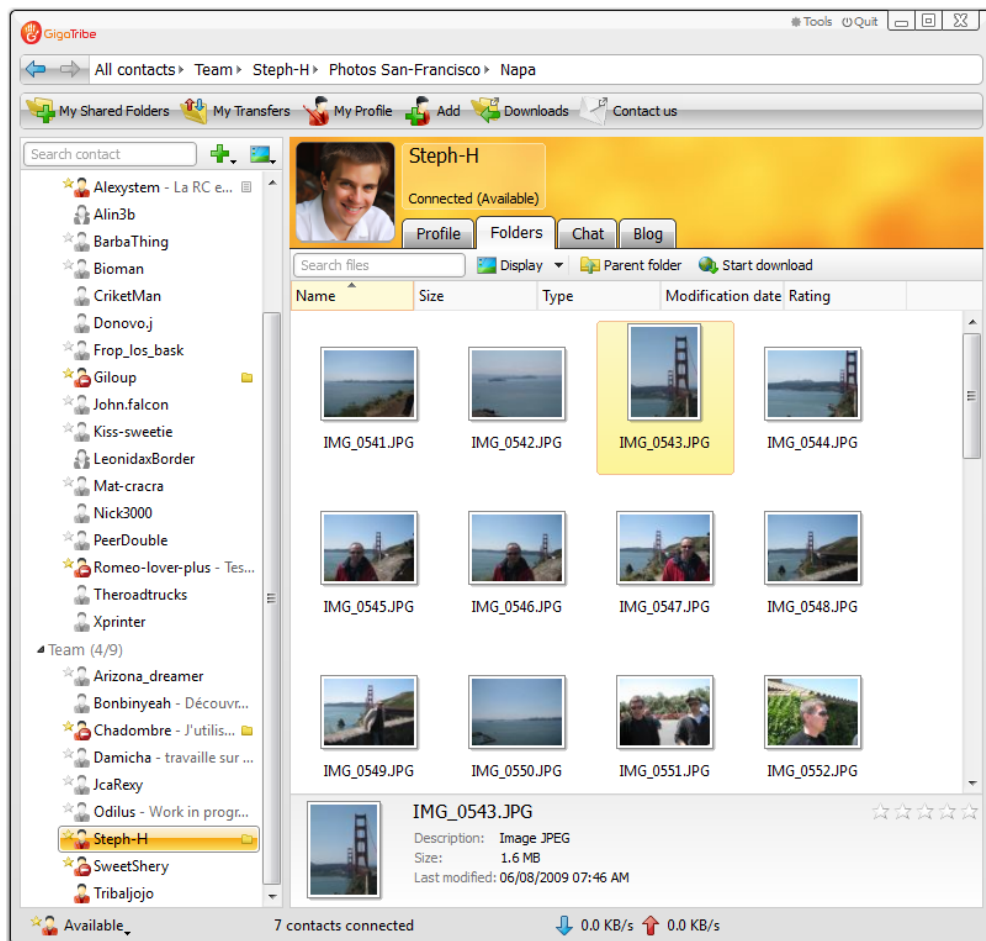 Tools Quit
GigaTribe
All contacts Team Steph-H Photos San-Francisco Napa
My Shared Folders My Transfers My Profile Add Downloads Contact us
Search contact
Alexystem - La RC e...
Alin3b
BarbaThing
Bioman
CriketMan
Donovo.j
Frop_los_bask
Giloup
John.falcon
Kiss-sweetie
LeonidaxBorder
Mat-cracra
Nick3000
PeerDouble
Romeo-lover-plus - Tes...
Theroadtrucks
Xprinter
Team (4/9)
Arizona_dreamer
Bonbinyeah - Découvr...
Chadombre - J'utilis...
Damicha - travaille sur ...
JcaRexy
Odilus - Work in progr...
Steph-H
SweetShery
Tribaljojo
Steph-H
Connected (Available)
Profile Folders Chat Blog
Search files Display Parent folder Start download
Name Size Type Modification date Rating
IMG_0541.JPG IMG_0542.JPG IMG_0543.JPG IMG_0544.JPG
IMG_0545.JPG IMG_0546.JPG IMG_0547.JPG IMG_0548.JPG
IMG_0549.JPG IMG_0550.JPG IMG_0551.JPG IMG_0552.JPG
IMG_0543.JPG
Description: Image JPEG
Size: 1.6 MB
Last modified: 06/08/2009 07:46 AM
Available 7 contacts connected 0.0 KB/s 0.0 KB/s